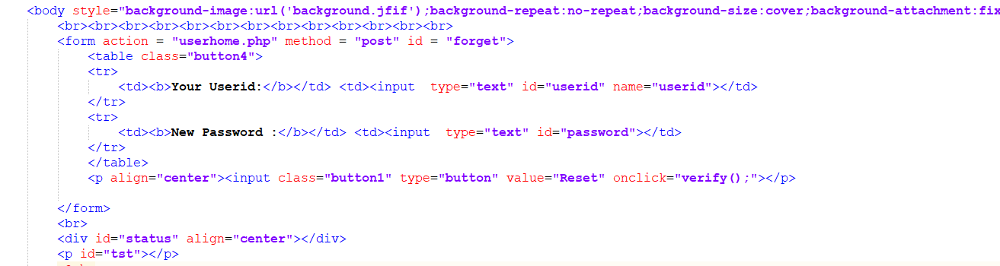 <body style="background-image:url('background.jfif');background-repeat:no-repeat;background-size:cover;background-attachment:fix
<br><br><br><br><br><br><br><br><br><br><br><br><br>
<form action = "userhome.php" method = "post" id = "forget">
<table class="button4">
<tr>
<td><b>Your Userid:</b></td> <td><input  type="text" id="userid" name="userid"></td>
</tr>
<tr>
<td><b>New Password :</b></td> <td><input  type="text" id="password"></td>
</tr>
</table>
<p align="center"><input class="button1" type="button" value="Reset" onclick="verify();"></p>
</form>
<br>
<div id="status" align="center"></div>
<p id="tst"></p>